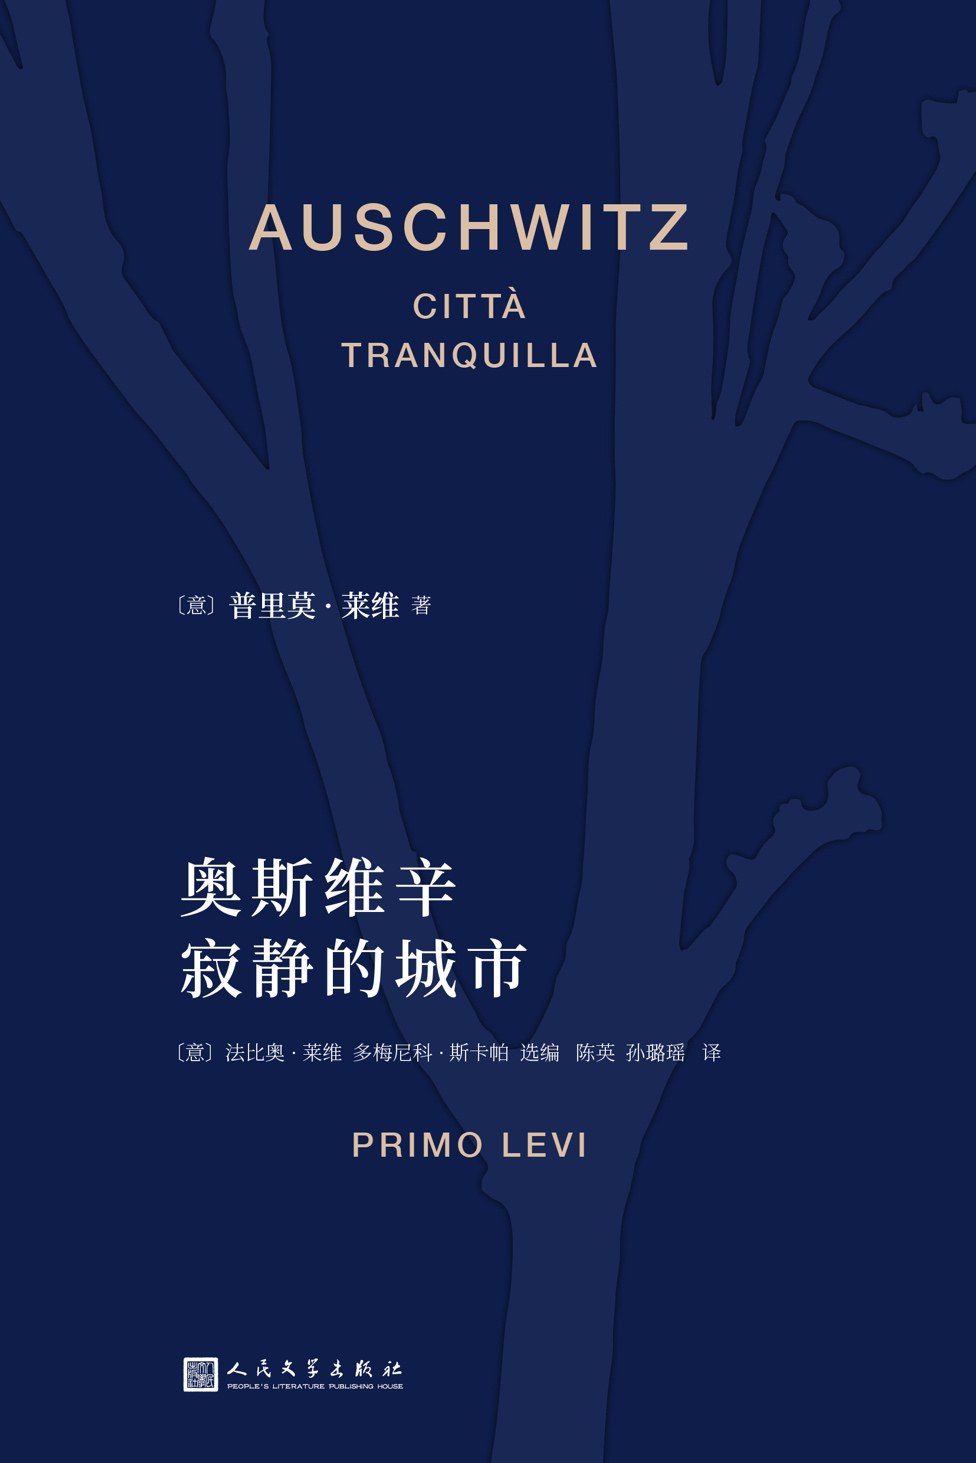 AUSCHWITZ
CITTÀ
TRANQUILLA
〔意〕普里莫·莱维 著
奥斯维辛
寂静的城市
〔意〕法比奥·莱维 多梅尼科·斯卡帕 选编 陈英 孙璐瑶 译
PRIMO LEVI
人民文学出版社
PEOPLE'S LITERATURE PUBLISHING HOUSE